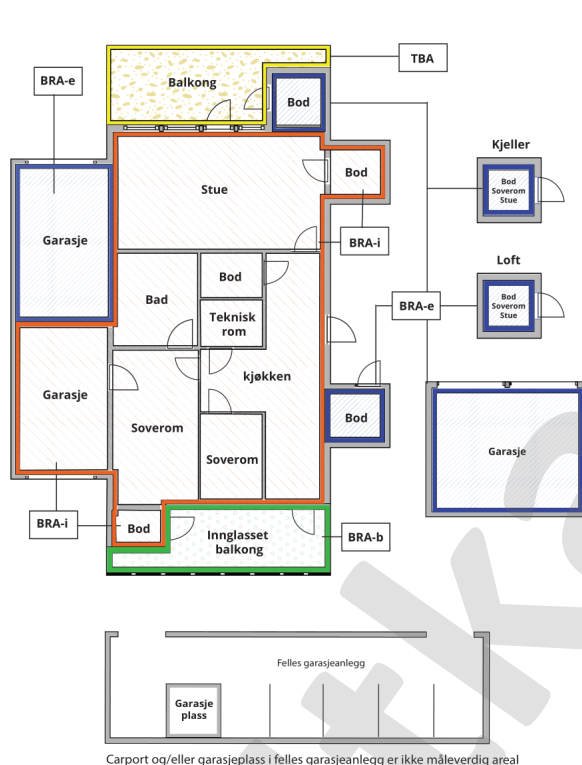 TBA
BRA-e
Balkong
Bod
Kjeller
Bod
Stue
Bod
Soverom
Stue
Garasje
BRA-i
Loft
Bod
Bad
Teknisk
rom
BRA-e
Bod
Soverom
Stue
kjøkken
Garasje
Soverom
Bod
Garasje
Soverom
BRA-i
Bod
Innglasset
balkong
BRA-b
Felles garasjeanlegg
Garasje
plass
Carport og/eller garasjeplass i felles garasjeanlegg er ikke måleverdig areal